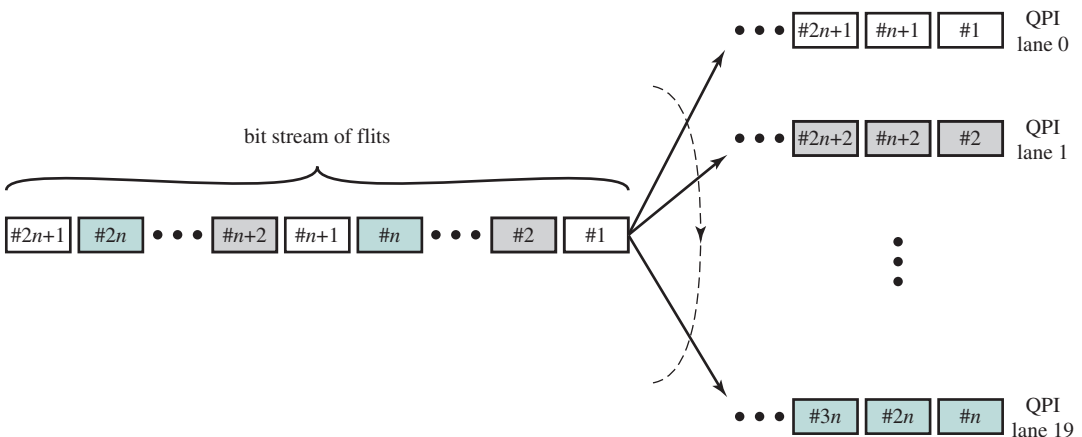 #2n+1 #n+1 #1 QPI
lane 0
#2n+2 #n+2 #2 QPI
lane 1
bit stream of flits
#2n+1 #2n #n+2 #n+1 #n #2 #1
#3n #2n #n QPI
lane 19